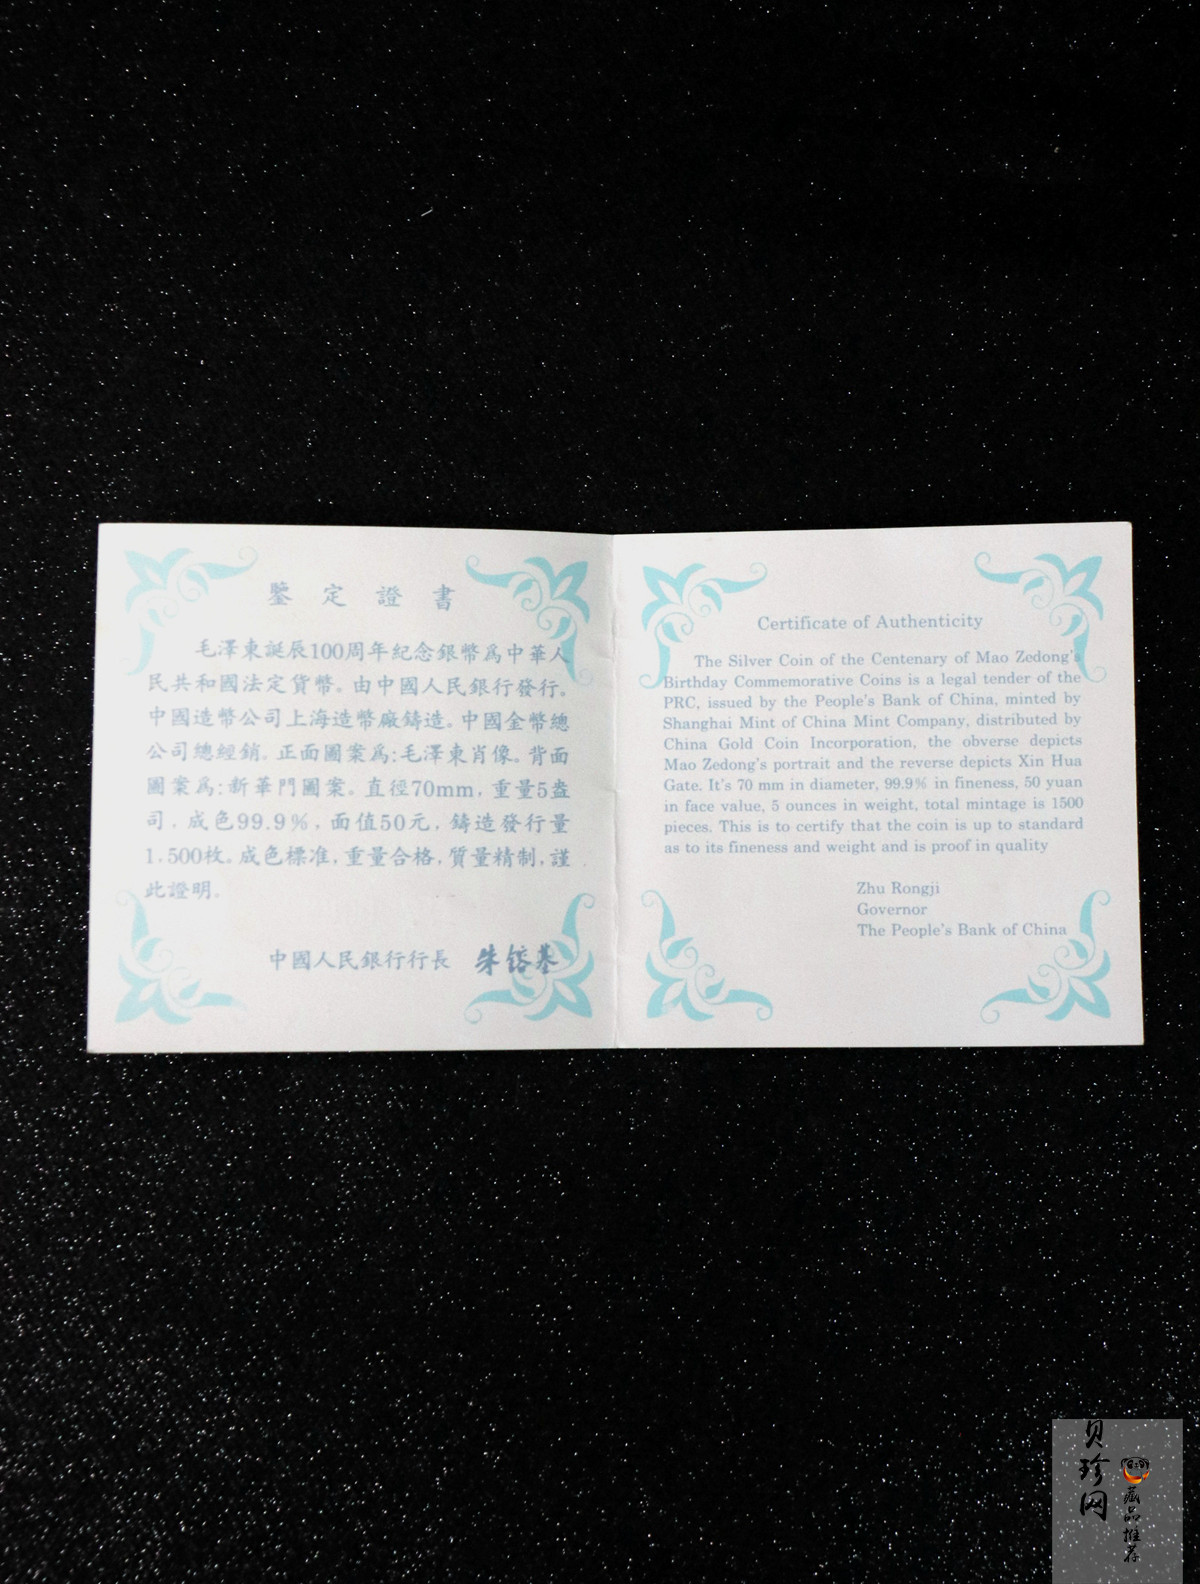 鑒定證書
毛澤東誕辰100周年紀念銀幣爲中華人
民共和國法定貨幣。由中國人民銀行發行。
中國造幣公司上海造幣廠鑄造。中國金幣總
公司總經銷。正面圖案爲:毛澤東肖像。背面
圖案爲:新華門圖案。直徑70mm,重量5盎
司,成色99.9%,面值50元,鑄造發行量
1,500枚。成色標准,重量合格,質量精制,謹
此證明。
中國人民銀行行長 朱鎔基
Certificate of Authenticity
The Silver Coin of the Centenary of Mao Zedong's
Birthday Commemorative Coins is a legal tender of the
PRC, issued by the People's Bank of China, minted by
Shanghai Mint of China Mint Company, distributed by
China Gold Coin Incorporation, the obverse depicts
Mao Zedong's portrait and the reverse depicts Xin Hua
Gate. It's 70 mm in diameter, 99.9% in fineness, 50 yuan
in face value, 5 ounces in weight, total mintage is 1500
pieces. This is to certify that the coin is up to standard
as to its fineness and weight and is proof in quality
Zhu Rongji
Governor
The People's Bank of China
贝珍网
藏品推荐